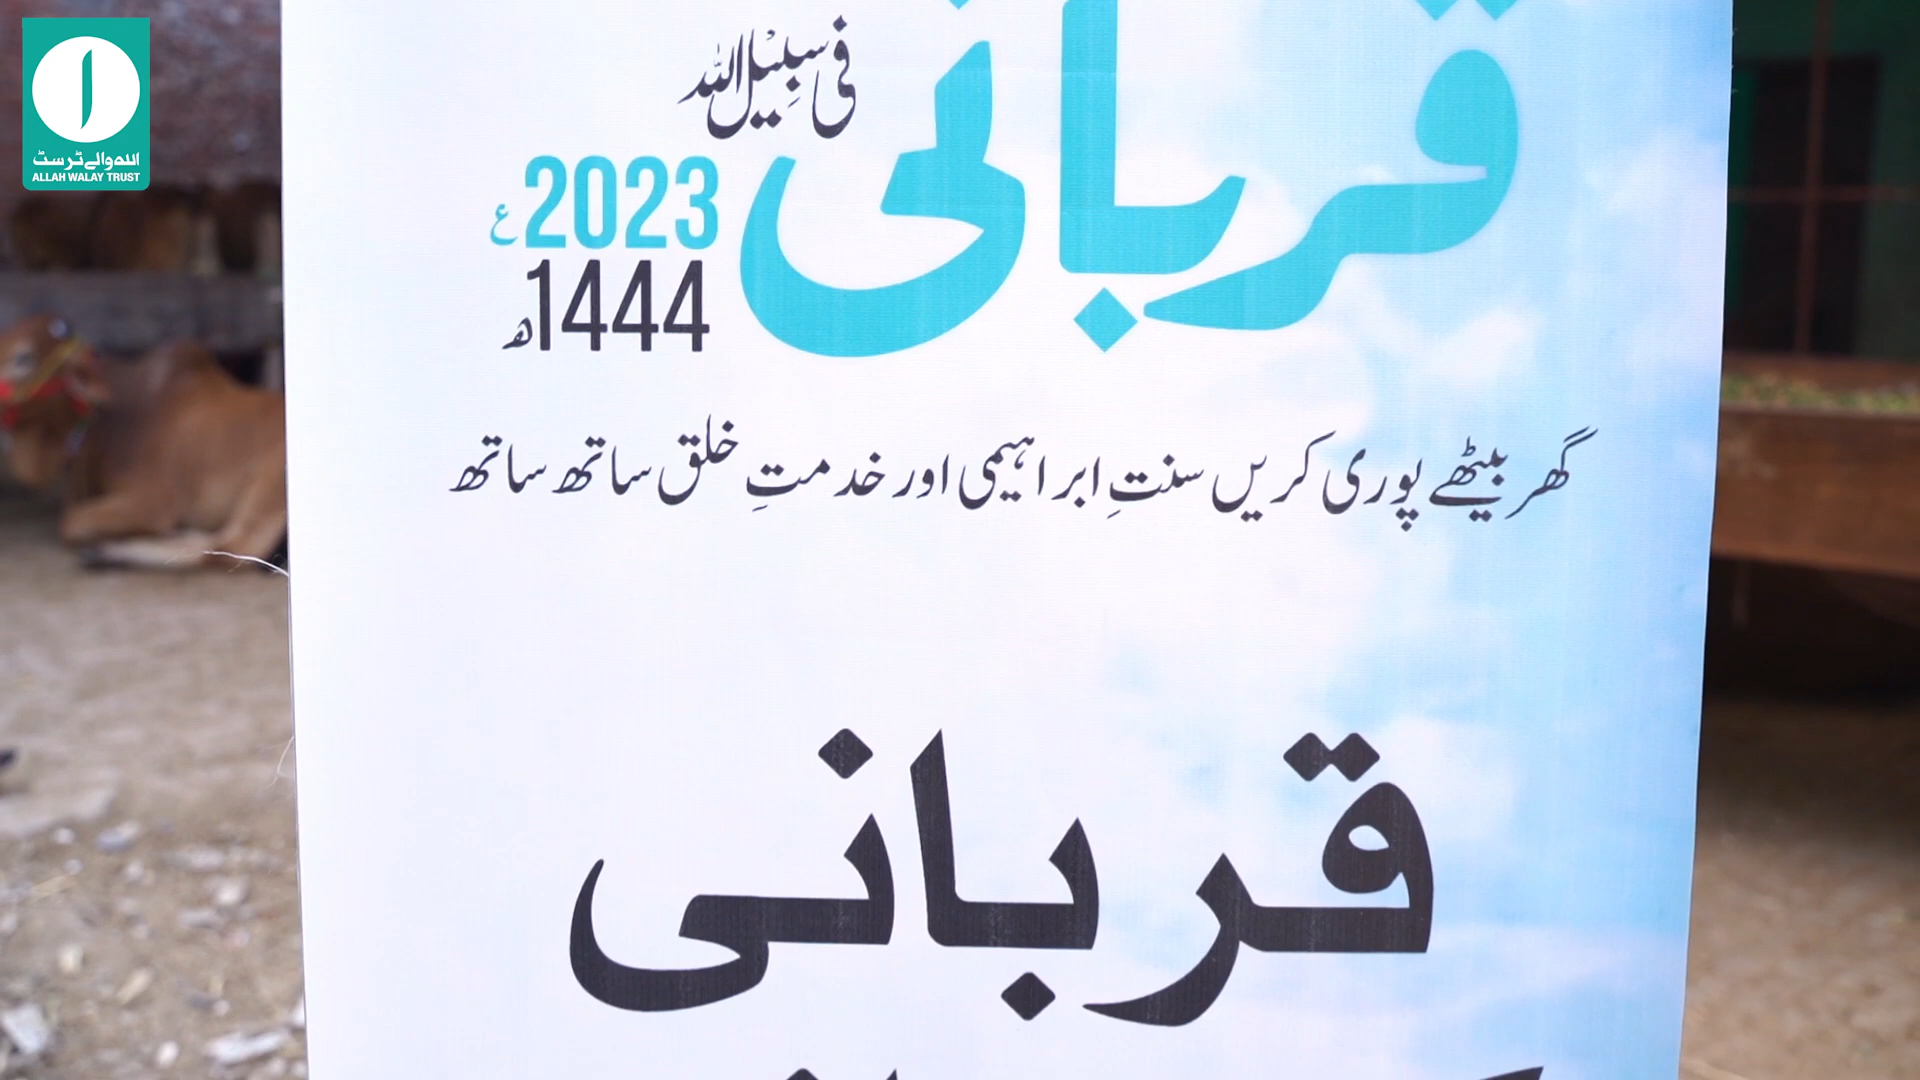 اللہ والے ٹرسٹ
ALLAH WALAY TRUST
قربانی
فی سبیل اللہ
2023ع
1444ھ
گھر بیٹھے پوری کریں سنتِ ابراہیمی اور خدمتِ خلق ساتھ ساتھ
قربانی